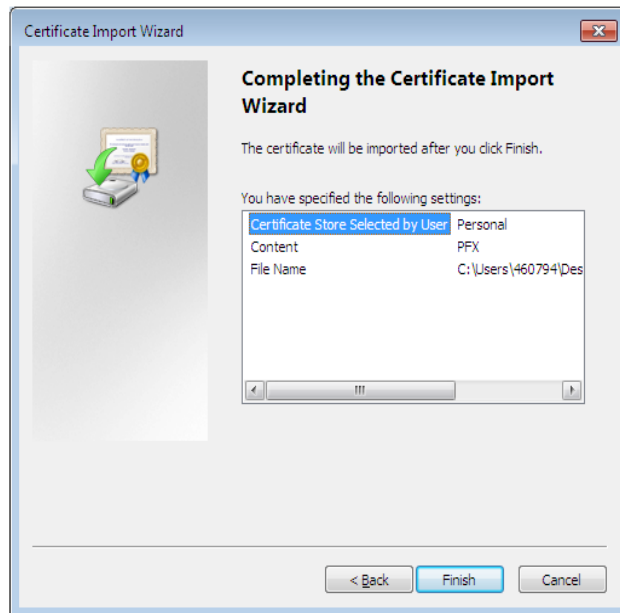 Certificate Import Wizard
Completing the Certificate Import
Wizard
The certificate will be imported after you click Finish.
You have specified the following settings:
Certificate Store Selected by User Personal
Content PFX
File Name C:\Users\460794\Des
< Back Finish Cancel